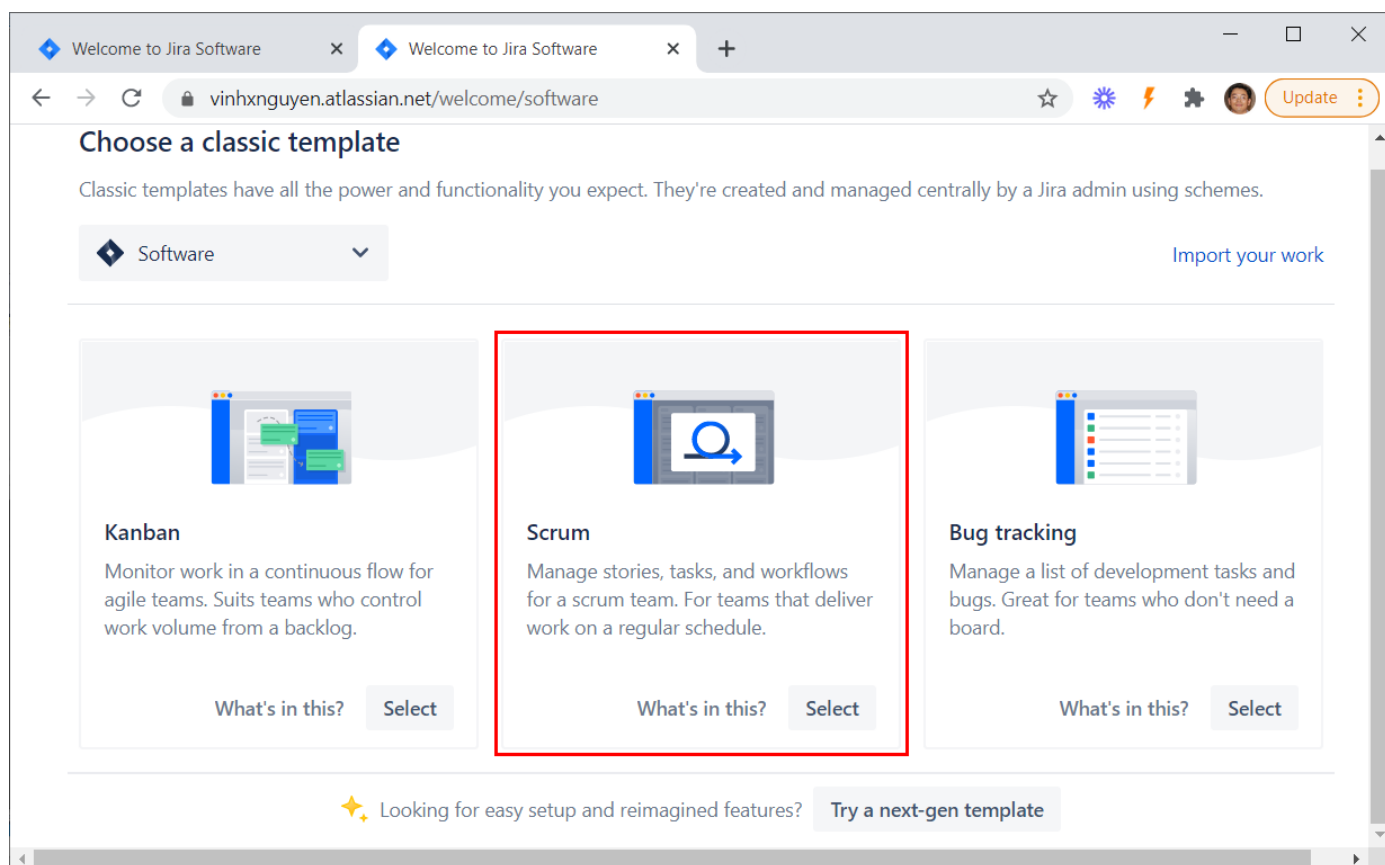 Welcome to Jira Software
Welcome to Jira Software
vinhxnguyen.atlassian.net/welcome/software
Update
Choose a classic template
Classic templates have all the power and functionality you expect. They're created and managed centrally by a Jira admin using schemes.
Software
Import your work
Kanban
Monitor work in a continuous flow for
agile teams. Suits teams who control
work volume from a backlog.
What's in this?
Select
Scrum
Manage stories, tasks, and workflows
for a scrum team. For teams that deliver
work on a regular schedule.
What's in this?
Select
Bug tracking
Manage a list of development tasks and
bugs. Great for teams who don't need a
board.
What's in this?
Select
Looking for easy setup and reimagined features?
Try a next-gen template